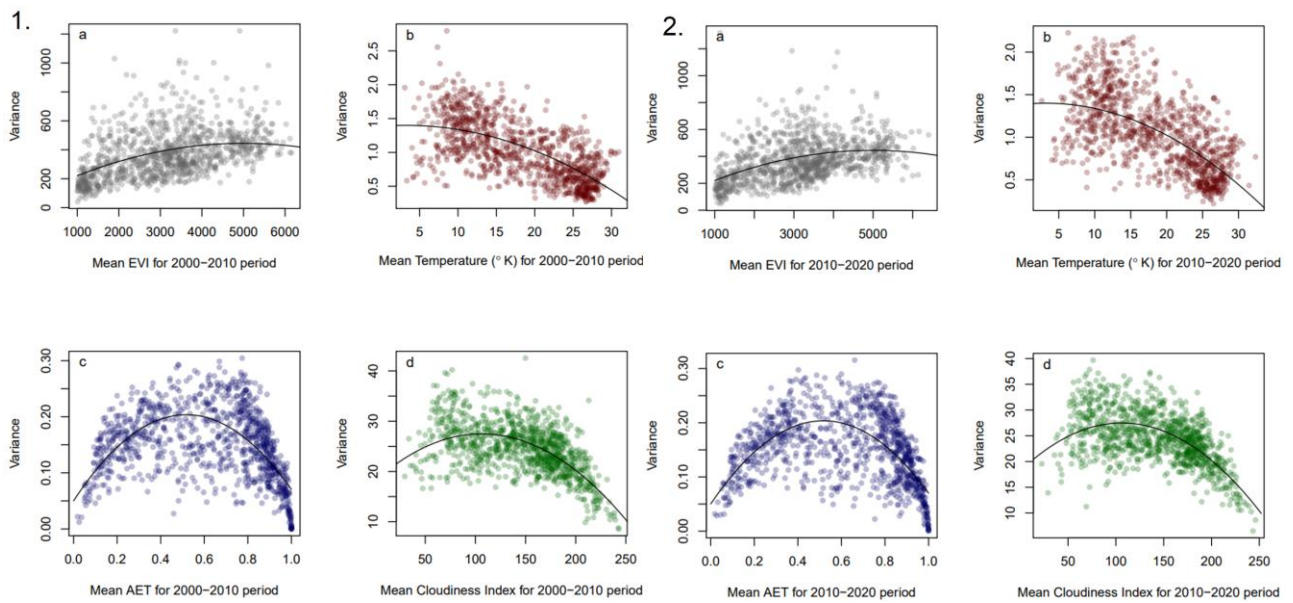 1.
a
Variance
0 200 400 600 1000
1000 2000 3000 4000 5000 6000
Mean EVI for 2000−2010 period
b
Variance
0.5 1.0 1.5 2.0 2.5
5 10 15 20 25 30
Mean Temperature (° K) for 2000−2010 period
c
Variance
0.00 0.10 0.20 0.30
0.0 0.2 0.4 0.6 0.8 1.0
Mean AET for 2000−2010 period
d
Variance
10 20 30 40
50 100 150 200 250
Mean Cloudiness Index for 2000−2010 period
2.
a
Variance
0 200 400 600 1000
1000 3000 5000
Mean EVI for 2010−2020 period
b
Variance
0.5 1.0 1.5 2.0
5 10 15 20 25 30
Mean Temperature (° K) for 2010−2020 period
c
Variance
0.00 0.10 0.20 0.30
0.0 0.2 0.4 0.6 0.8 1.0
Mean AET for 2010−2020 period
d
Variance
10 15 20 25 30 35 40
50 100 150 200 250
Mean Cloudiness Index for 2010−2020 period